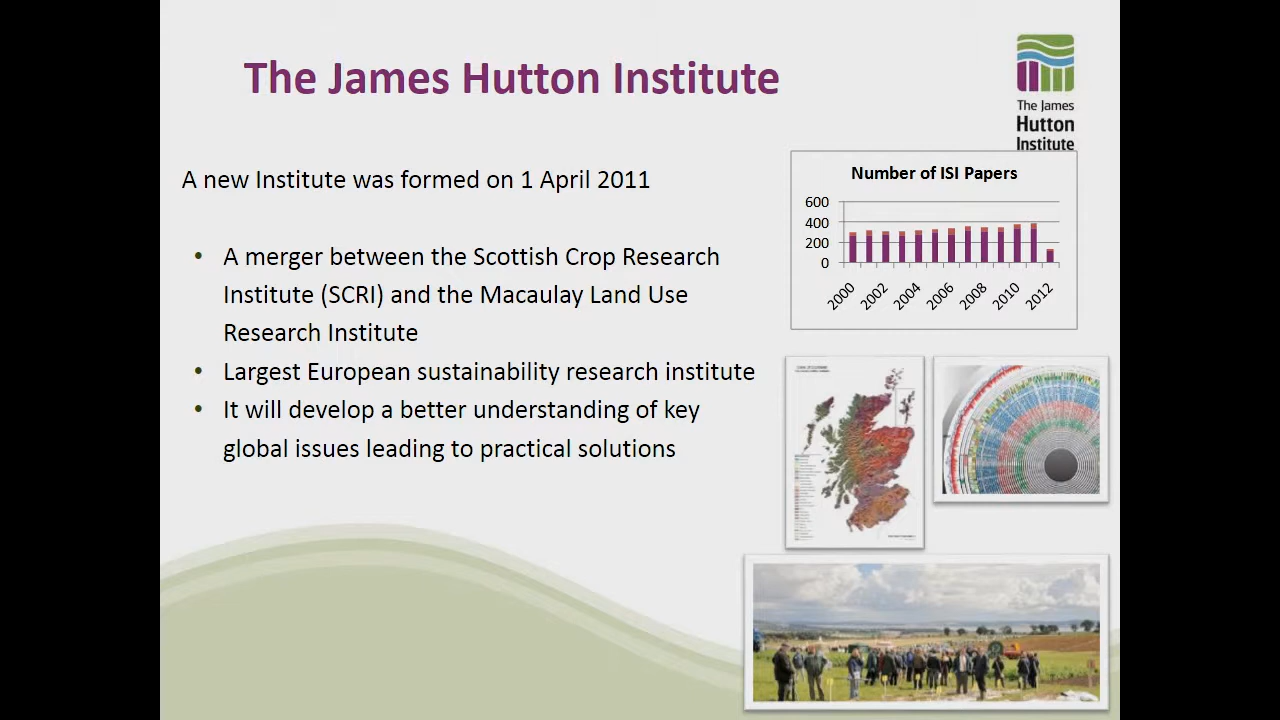 The James Hutton Institute
The James
Hutton
Institute
A new Institute was formed on 1 April 2011
• A merger between the Scottish Crop Research
Institute (SCRI) and the Macaulay Land Use
Research Institute
• Largest European sustainability research institute
• It will develop a better understanding of key
global issues leading to practical solutions
Number of ISI Papers
600
400
200
0
2000
2002
2004
2006
2008
2010
2012